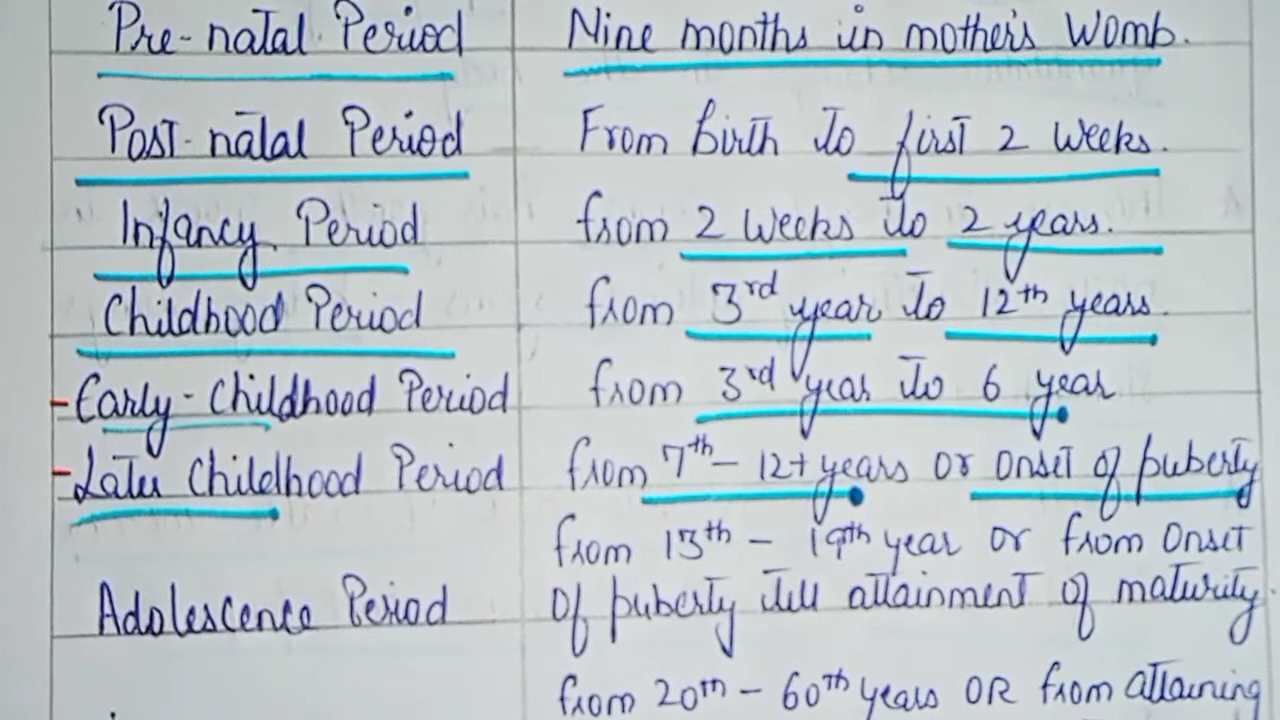 Pre-natal Period Nine months in mother's womb.
Post-natal Period From birth to first 2 weeks.
Infancy Period from 2 weeks to 2 years.
Childhood Period from 3rd year to 12th years.
- Early-Childhood Period from 3rd year to 6 year
- Later Childhood Period from 7th - 12+ years or onset of puberty
from 13th - 19th year or from onset
Adolescence Period of puberty till attainment of maturity.
from 20th - 60th years OR from attaining